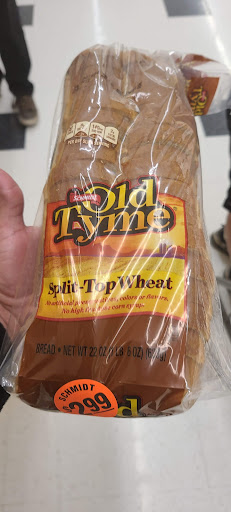 Schmidt
Old
Tyme
Split-Top Wheat
No artificial preservatives, colors or flavors,
No high fructose corn syrup.
BREAD • NET WT 22 OZ (1 LB 6 OZ)
SCHMIDT
2.99
Old